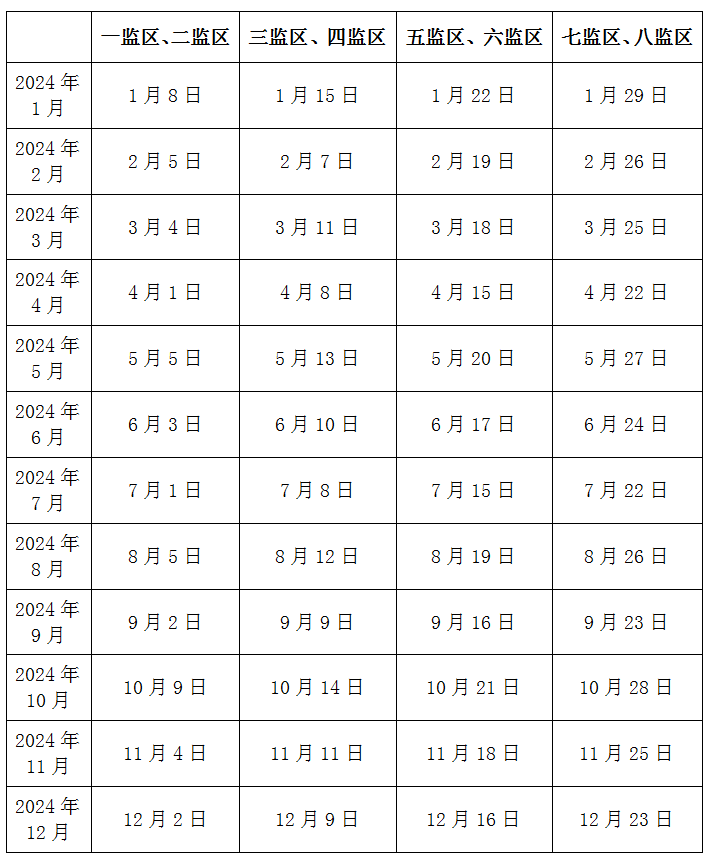 一监区、二监区 三监区、四监区 五监区、六监区 七监区、八监区
2024 年
1 月
1 月 8 日 1 月 15 日 1 月 22 日 1 月 29 日
2024 年
2 月
2 月 5 日 2 月 7 日 2 月 19 日 2 月 26 日
2024 年
3 月
3 月 4 日 3 月 11 日 3 月 18 日 3 月 25 日
2024 年
4 月
4 月 1 日 4 月 8 日 4 月 15 日 4 月 22 日
2024 年
5 月
5 月 5 日 5 月 13 日 5 月 20 日 5 月 27 日
2024 年
6 月
6 月 3 日 6 月 10 日 6 月 17 日 6 月 24 日
2024 年
7 月
7 月 1 日 7 月 8 日 7 月 15 日 7 月 22 日
2024 年
8 月
8 月 5 日 8 月 12 日 8 月 19 日 8 月 26 日
2024 年
9 月
9 月 2 日 9 月 9 日 9 月 16 日 9 月 23 日
2024 年
10 月
10 月 9 日 10 月 14 日 10 月 21 日 10 月 28 日
2024 年
11 月
11 月 4 日 11 月 11 日 11 月 18 日 11 月 25 日
2024 年
12 月
12 月 2 日 12 月 9 日 12 月 16 日 12 月 23 日